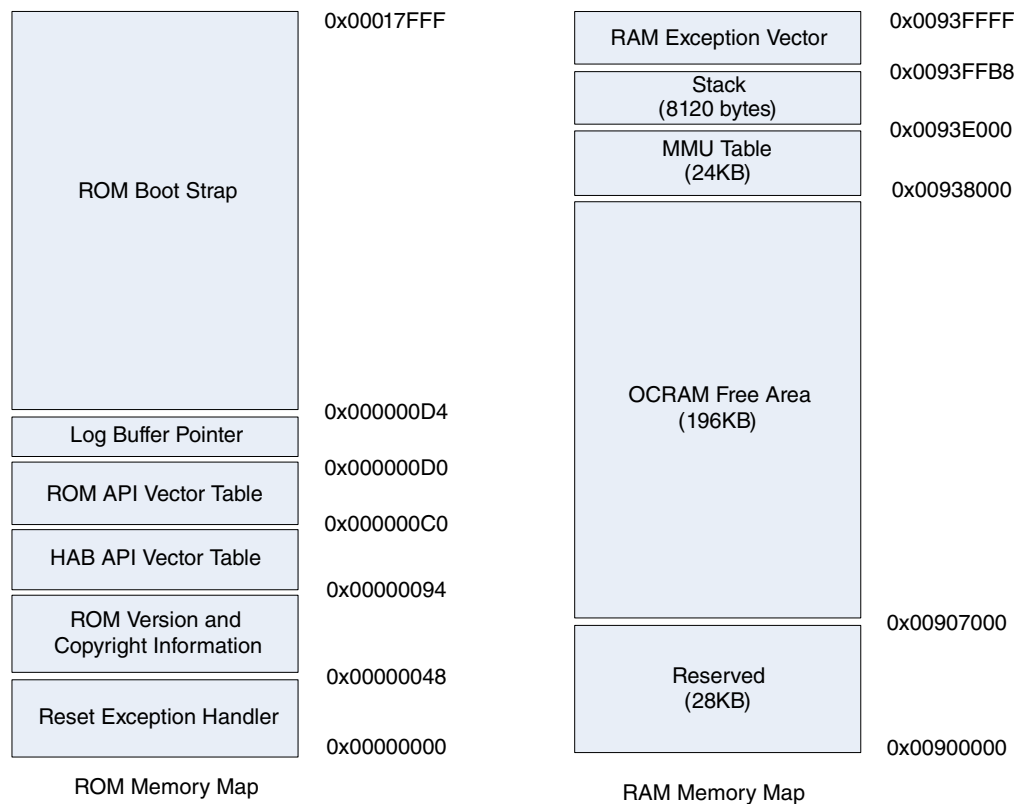 0x00017FFF
ROM Boot Strap
0x000000D4
Log Buffer Pointer
0x000000D0
ROM API Vector Table
0x000000C0
HAB API Vector Table
0x00000094
ROM Version and
Copyright Information
0x00000048
Reset Exception Handler
0x00000000
ROM Memory Map
0x0093FFFF
RAM Exception Vector
0x0093FFB8
Stack
(8120 bytes)
0x0093E000
MMU Table
(24KB)
0x00938000
OCRAM Free Area
(196KB)
0x00907000
Reserved
(28KB)
0x00900000
RAM Memory Map